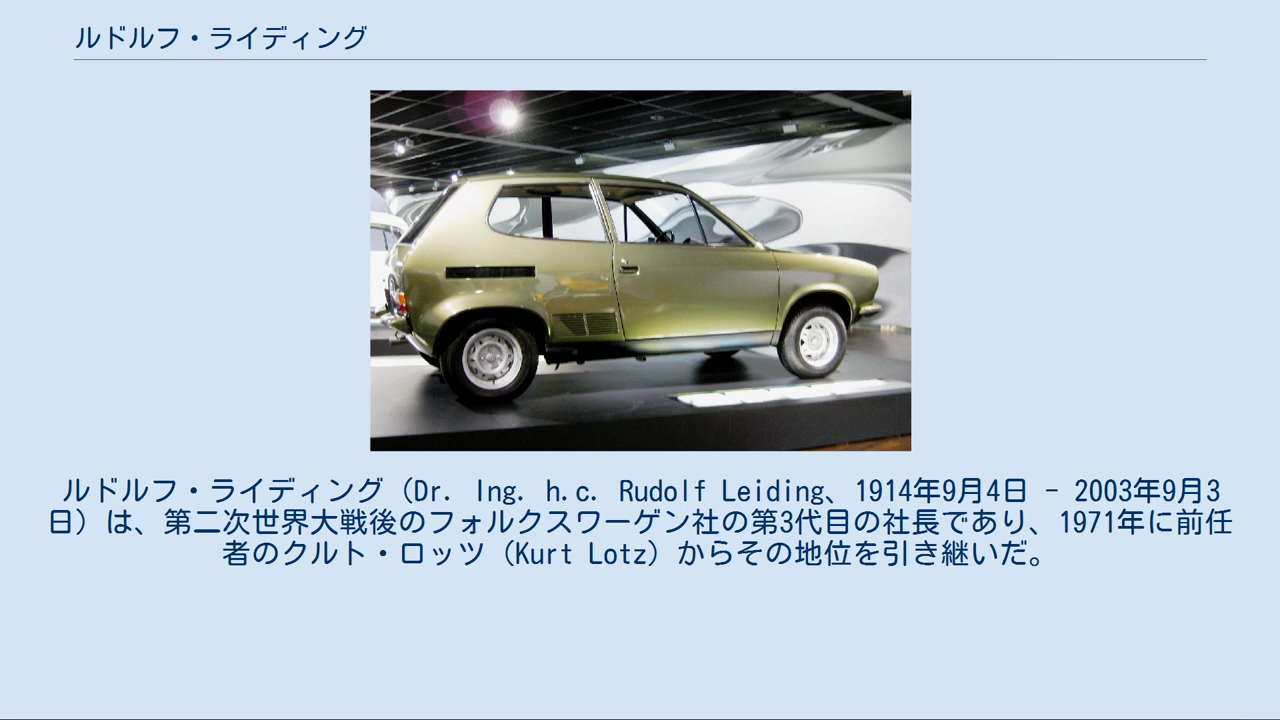 ルドルフ・ライディング
ルドルフ・ライディング（Dr. Ing. h.c. Rudolf Leiding、1914年9月4日 - 2003年9月3
日）は、第二次世界大戦後のフォルクスワーゲン社の第3代目の社長であり、1971年に前任
者のクルト・ロッツ（Kurt Lotz）からその地位を引き継いだ。